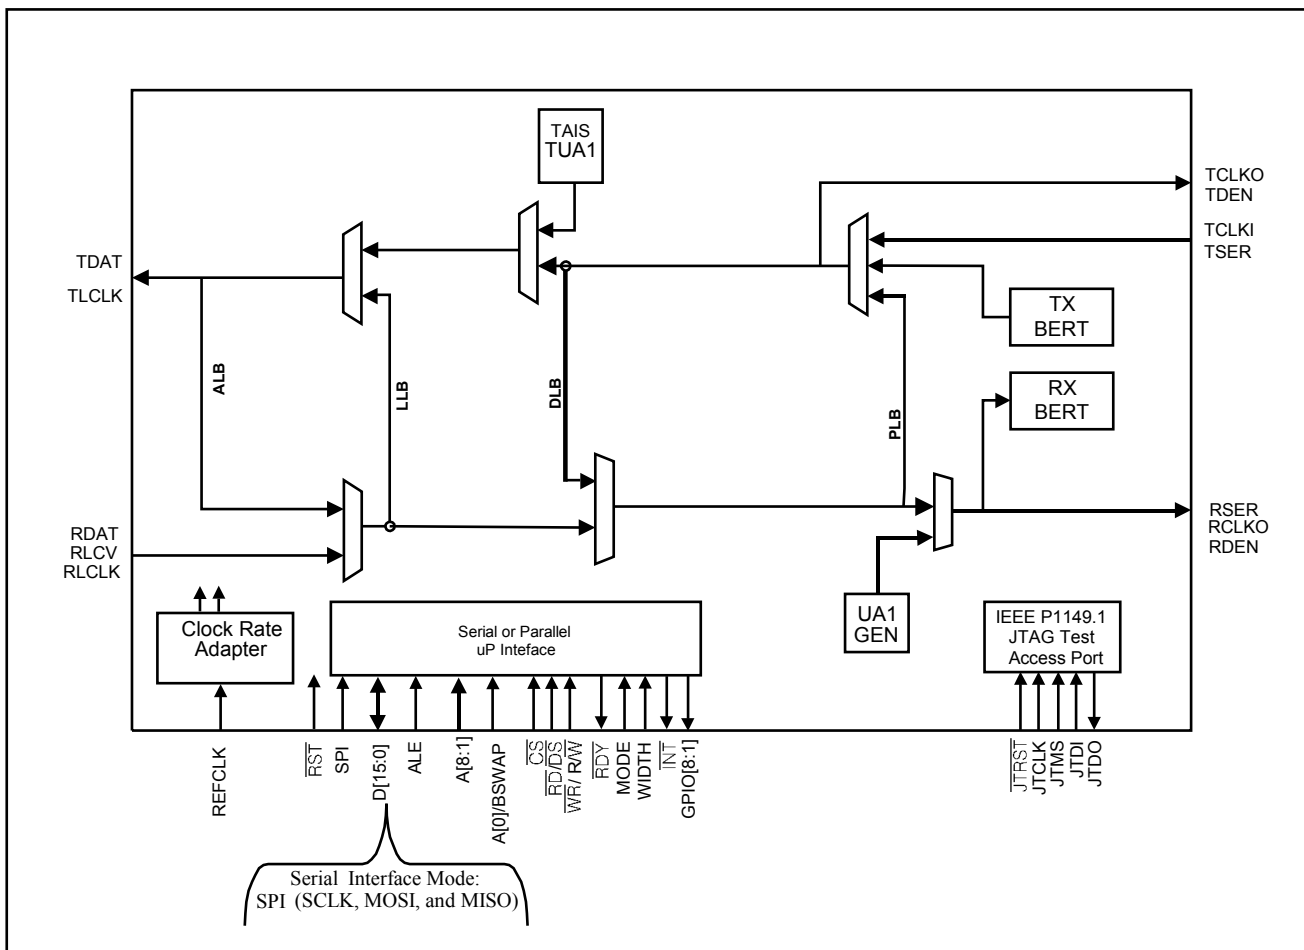 TAIS
TUA1
TCLKO
TDEN
TCLKI
TSER
TDAT
TLCLK
TX
BERT
ALB
LLB
DLB
PLB
RX
BERT
RDAT
RLCV
RLCLK
RSER
RCLKO
RDEN
Clock Rate
Adapter
Serial or Parallel
uP Inteface
UA1
GEN
IEEE P1149.1
JTAG Test
Access Port
REFCLK
RST
SPI
D[15:0]
ALE
A[8:1]
A[0]/BSWAP
CS
RD/DS
WR/ R/W
RDY
MODE
WIDTH
INT
GPIO[8:1]
JTRST
JTCLK
JTMS
JTDI
JTDO
Serial Interface Mode:
SPI (SCLK, MOSI, and MISO)